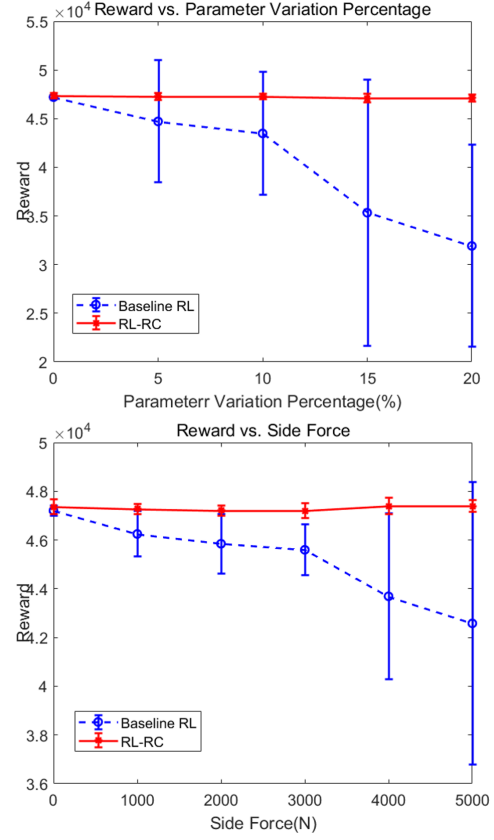 ×10⁴ Reward vs. Parameter Variation Percentage
5.5
5
4.5
4
3.5
3
2.5
2
Reward
Baseline RL
RL-RC
0 5 10 15 20
Parameterr Variation Percentage(%)
×10⁴ Reward vs. Side Force
5
4.8
4.6
4.4
4.2
4
3.8
3.6
Reward
Baseline RL
RL-RC
0 1000 2000 3000 4000 5000
Side Force(N)